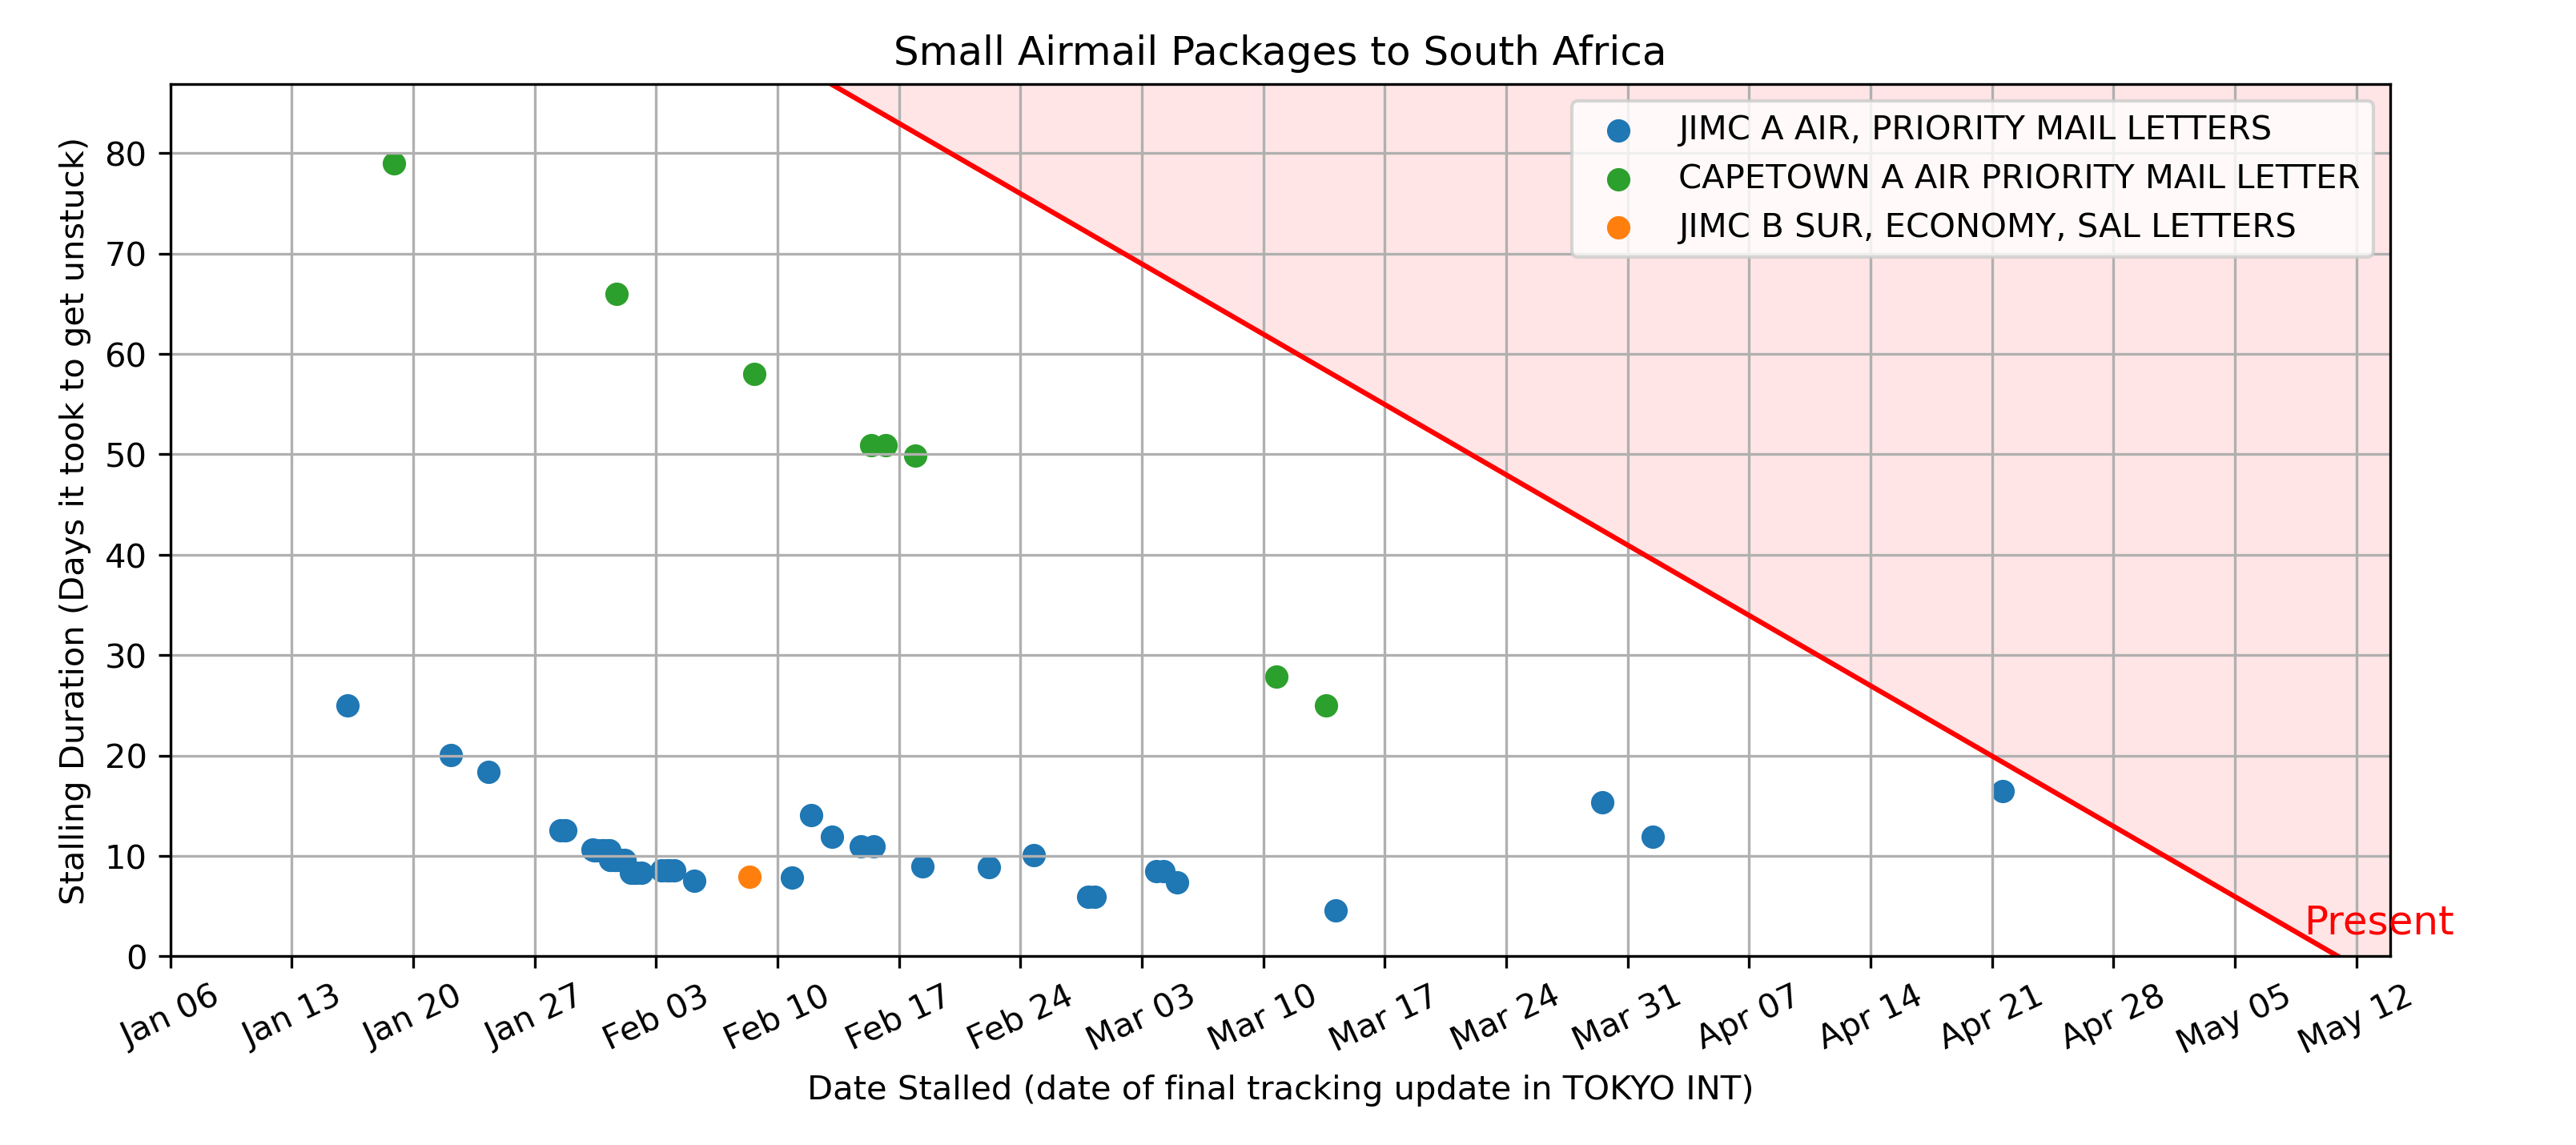 Small Airmail Packages to South Africa
JIMC A AIR, PRIORITY MAIL LETTERS
CAPETOWN A AIR PRIORITY MAIL LETTER
JIMC B SUR, ECONOMY, SAL LETTERS
Stalling Duration (Days it took to get unstuck)
80
70
60
50
40
30
20
10
0
Present
Jan 06
Jan 13
Jan 20
Jan 27
Feb 03
Feb 10
Feb 17
Feb 24
Mar 03
Mar 10
Mar 17
Mar 24
Mar 31
Apr 07
Apr 14
Apr 21
Apr 28
May 05
May 12
Date Stalled (date of final tracking update in TOKYO INT)